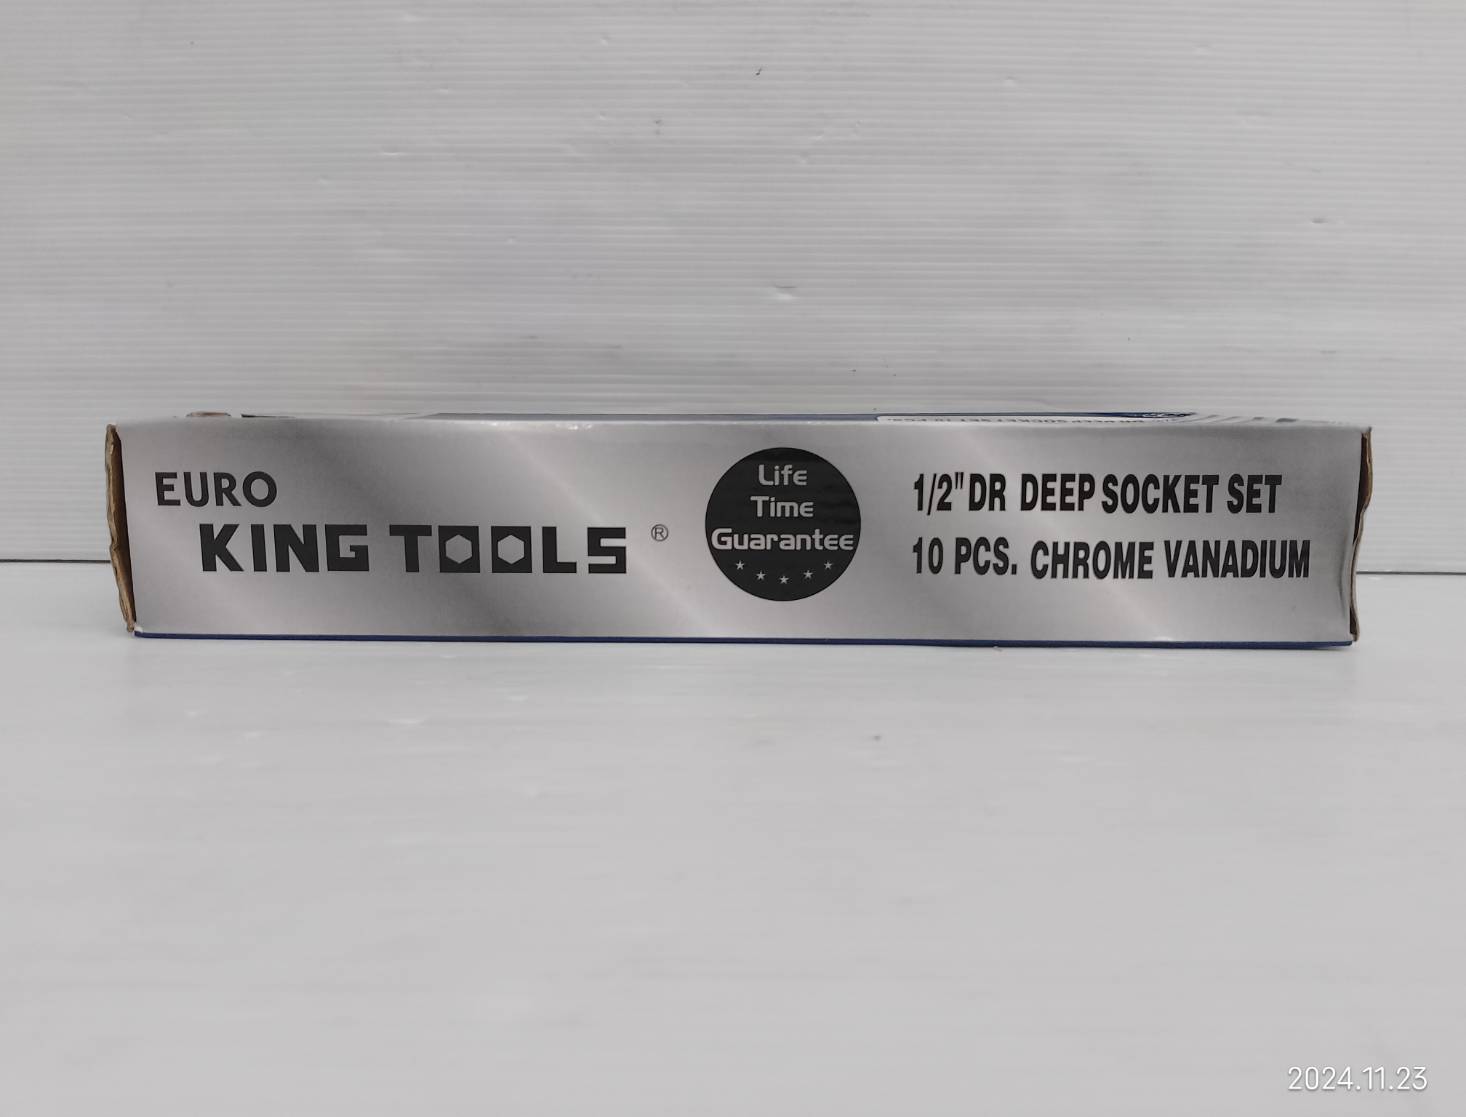 EURO
KING TOOLS ®
Life
Time
Guarantee
1/2" DR DEEP SOCKET SET
10 PCS. CHROME VANADIUM
2024.11.23